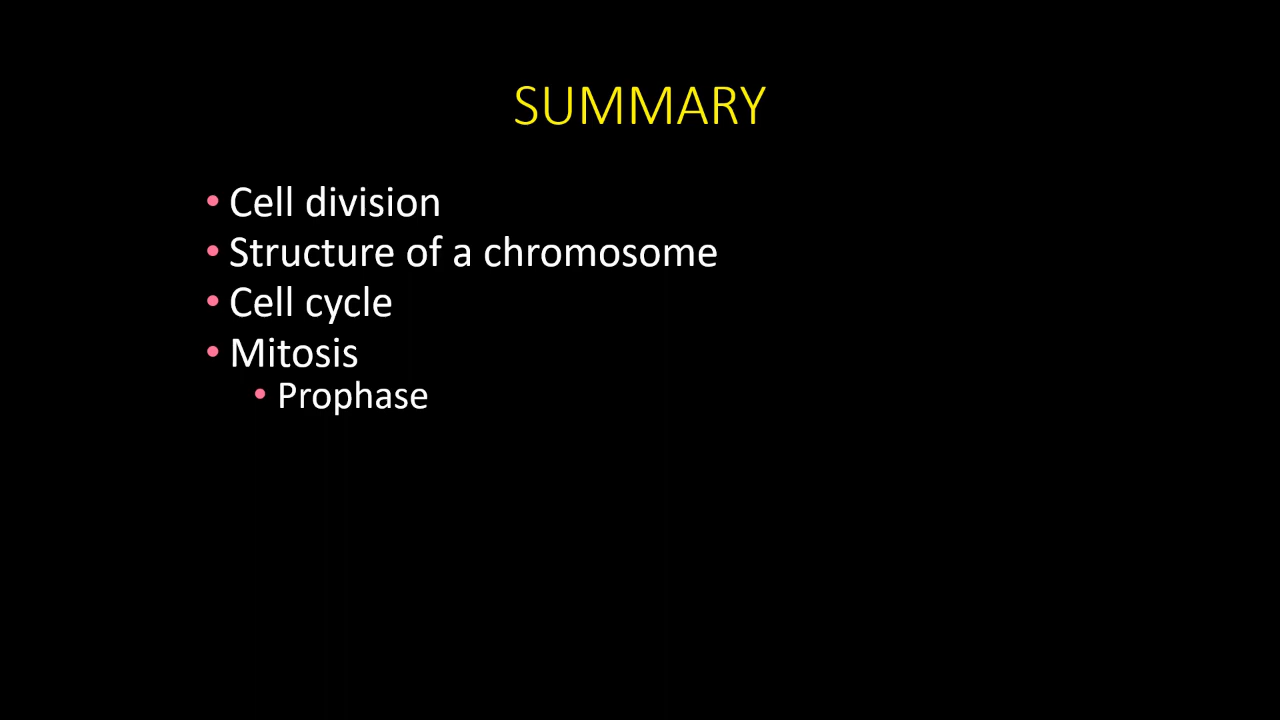 SUMMARY
• Cell division
• Structure of a chromosome
• Cell cycle
• Mitosis
• Prophase